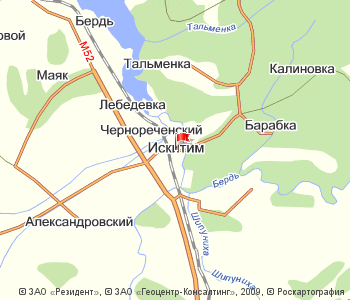 Бердь
Тальменка
овой
М52
Тальменка
Калиновка
Маяк
Лебедевка
Чернореченский
Барабка
Искитим
Бердь
Александровский
Шипуниха
Шипуниха
© ЗАО «Резидент», © ЗАО «Геоцентр-Консалтинг», 2009, © Роскартография